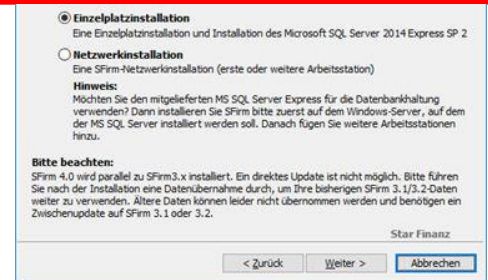 Einzelplatzinstallation
Eine Einzelplatzinstallation und Installation des Microsoft SQL Server 2014 Express SP 2
Netzwerkinstallation
Eine SFirm-Netzwerkinstallation (erste oder weitere Arbeitsstation)
Hinweis:
Möchten Sie den mitgelieferten MS SQL Server Express für die Datenbankhaltung
verwenden? Dann installieren Sie SFirm bitte zuerst auf dem Windows-Server, auf dem
der MS SQL Server installiert werden soll. Danach fügen Sie weitere Arbeitsstationen
hinzu.
Bitte beachten:
SFirm 4.0 wird parallel zu SFirm3.x installiert. Ein direktes Update ist nicht möglich. Bitte führen
Sie nach der Installation eine Datenübernahme durch, um Ihre bisherigen SFirm 3.1/3.2-Daten
weiter zu verwenden. Ältere Daten können leider nicht übernommen werden und benötigen ein
Zwischenupdate auf SFirm 3.1 oder 3.2.
Star Finanz
< Zurück Weiter > Abbrechen